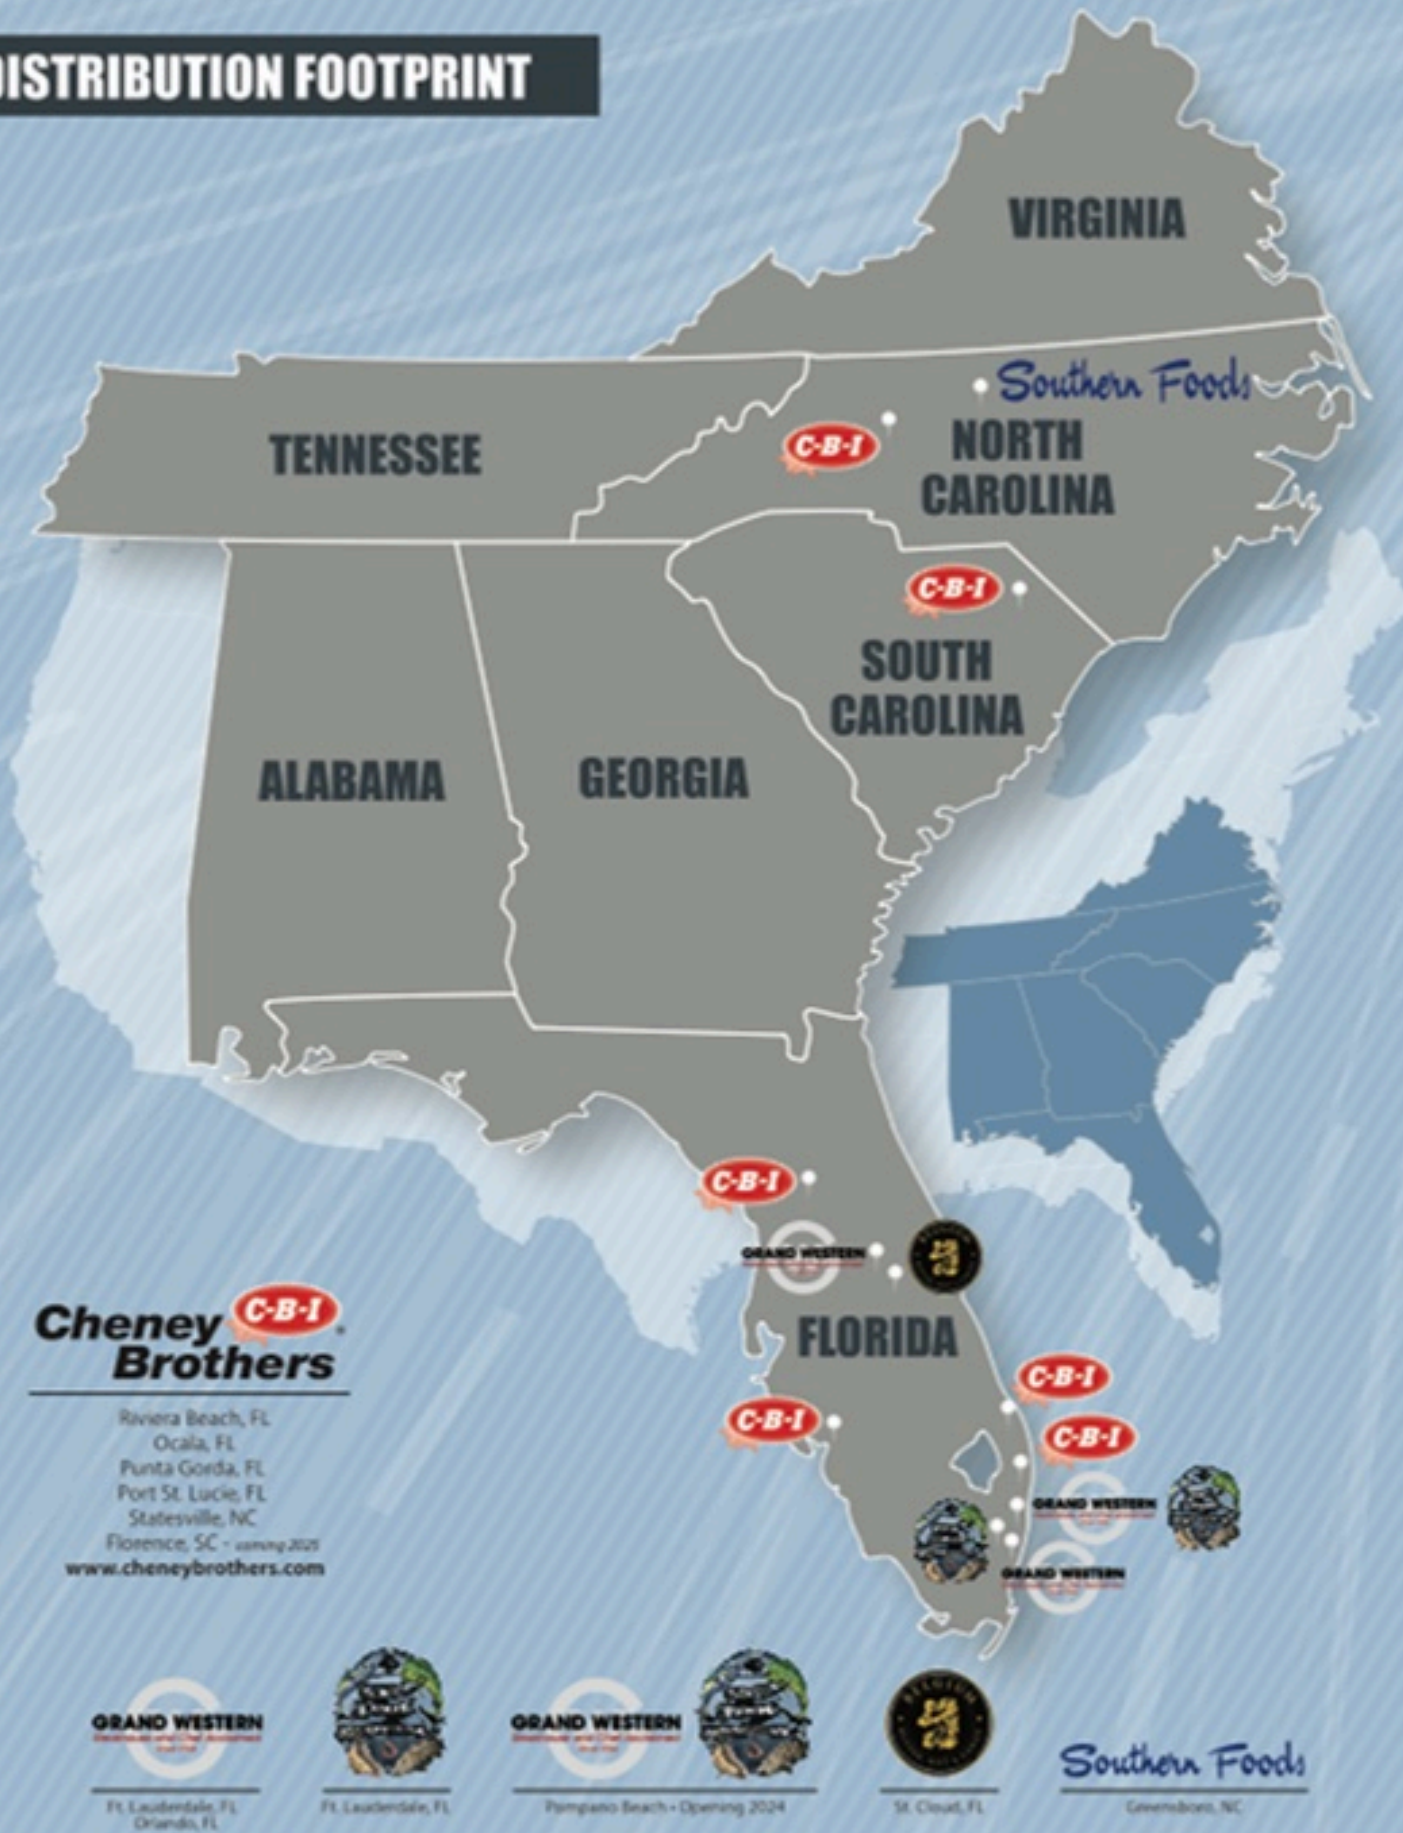 DISTRIBUTION FOOTPRINT
VIRGINIA
Southern Foods
TENNESSEE
C-B-I
NORTH
CAROLINA
C-B-I
SOUTH
CAROLINA
ALABAMA
GEORGIA
C-B-I
GRAND WESTERN
FLORIDA
C-B-I
C-B-I
C-B-I
GRAND WESTERN
GRAND WESTERN
Cheney C-B-I
Brothers
Riviera Beach, FL
Ocala, FL
Punta Gorda, FL
Port St. Lucie, FL
Statesville, NC
Florence, SC - coming 2025
www.cheneybrothers.com
GRAND WESTERN
Ft. Lauderdale, FL
Orlando, FL
Ft. Lauderdale, FL
GRAND WESTERN
Pompano Beach • Opening 2024
BELGIUM
St. Cloud, FL
Southern Foods
Greensboro, NC